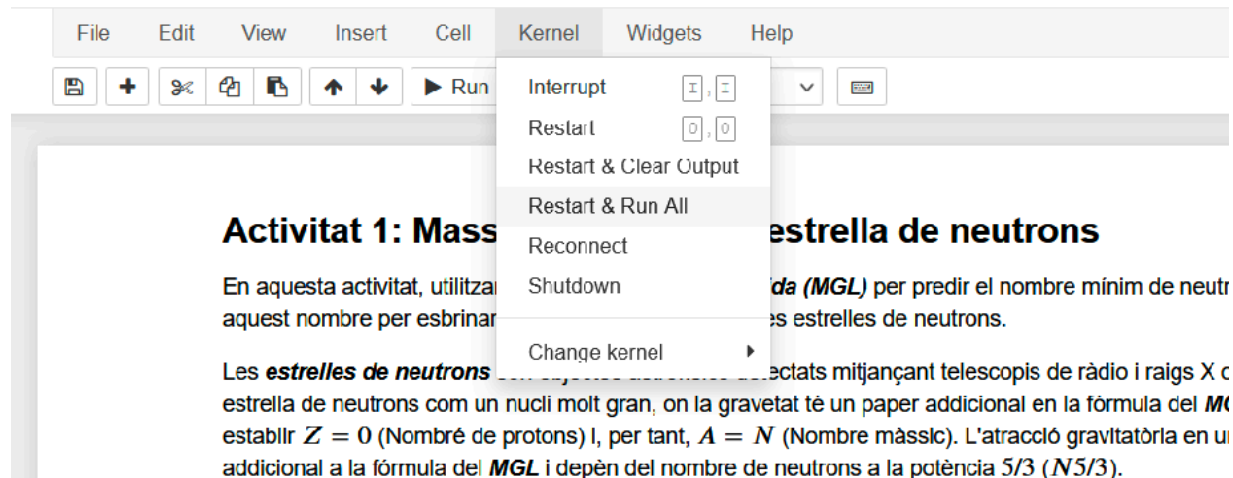 File Edit View Insert Cell Kernel Widgets Help
Run
Interrupt I, I
Restart 0, 0
Restart & Clear Output
Restart & Run All
Reconnect
Shutdown
Change kernel
Activitat 1: Mass estrella de neutrons
En aquesta activitat, utilitzar da (MGL) per predir el nombre mínim de neutr
aquest nombre per esbrinar es estrelles de neutrons.
Les estrelles de neutrons detectats mitjançant telescopis de ràdio i raigs X
estrella de neutrons com un nucli molt gran, on la gravetat té un paper addicional en la fórmula del
establir Z = 0 (Nombré de protons) i, per tant, A = N (Nombre màssic). L'atracció gravitatòria en
addicional a la fórmula del MGL i depèn del nombre de neutrons a la potència 5/3 (N5/3).